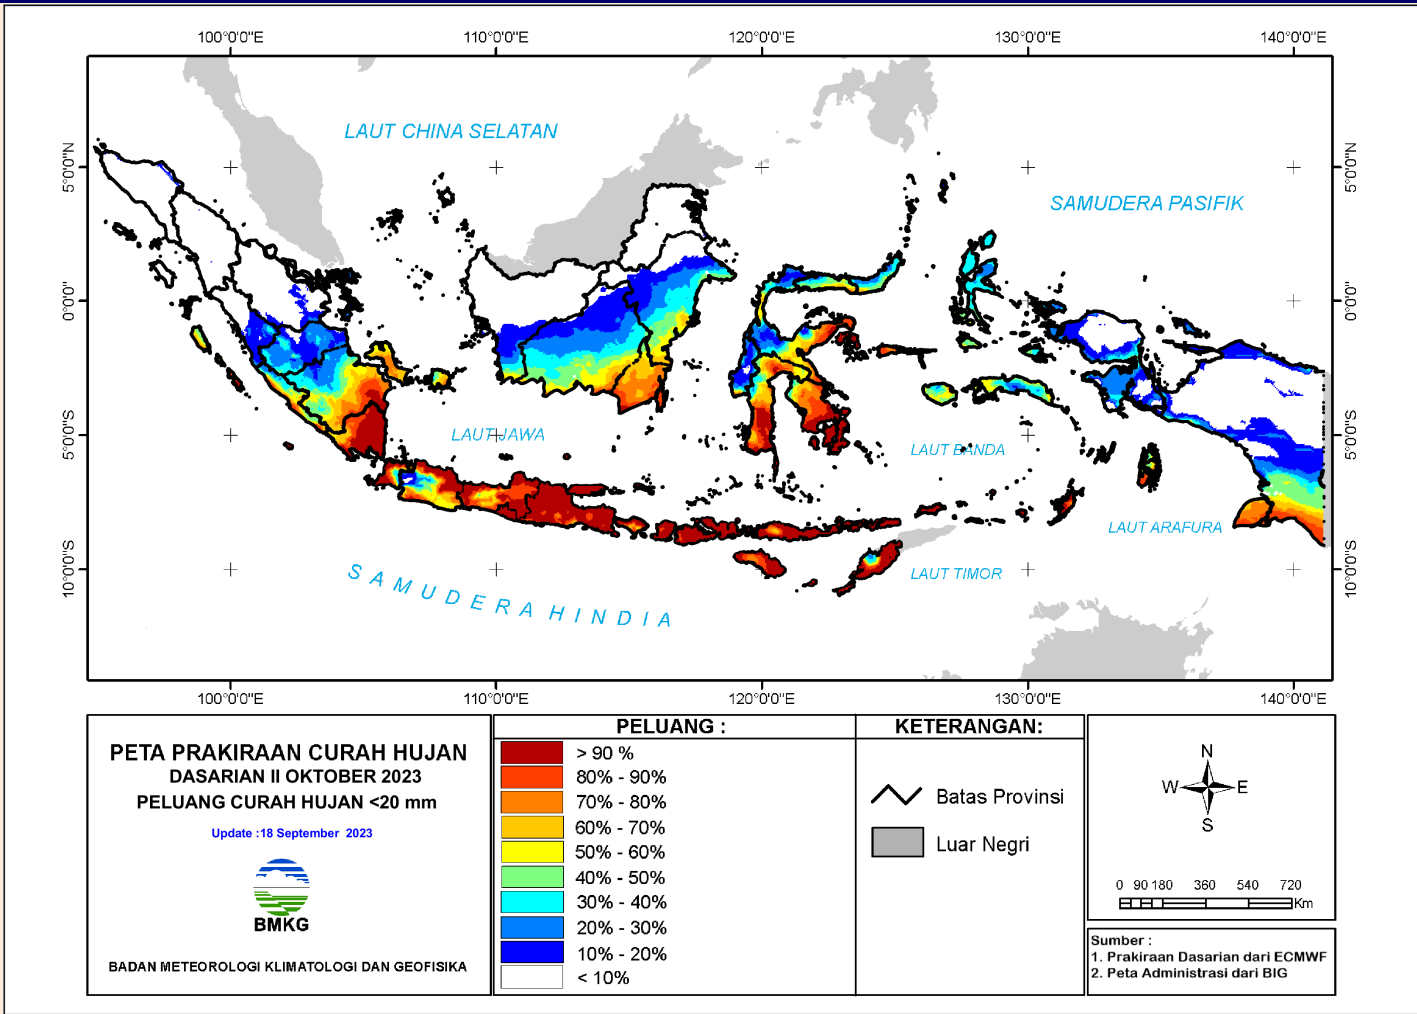 100°0'0"E 110°0'0"E 120°0'0"E 130°0'0"E 140°0'0"E
LAUT CHINA SELATAN
5°0'0"N 5°0'0"N
SAMUDERA PASIFIK
0°0'0" 0°0'0"
5°0'0"S 5°0'0"S
LAUT JAWA
LAUT BANDA
LAUT ARAFURA
10°0'0"S 10°0'0"S
LAUT TIMOR
SAMUDERA HINDIA
100°0'0"E 110°0'0"E 120°0'0"E 130°0'0"E 140°0'0"E
PETA PRAKIRAAN CURAH HUJAN
DASARIAN II OKTOBER 2023
PELUANG CURAH HUJAN <20 mm
Update :18 September 2023
BMKG
BADAN METEOROLOGI KLIMATOLOGI DAN GEOFISIKA
PELUANG :
> 90 %
80% - 90%
70% - 80%
60% - 70%
50% - 60%
40% - 50%
30% - 40%
20% - 30%
10% - 20%
< 10%
KETERANGAN:
Batas Provinsi
Luar Negri
N
W E
S
0 90 180 360 540 720
Km
Sumber :
1. Prakiraan Dasarian dari ECMWF
2. Peta Administrasi dari BIG